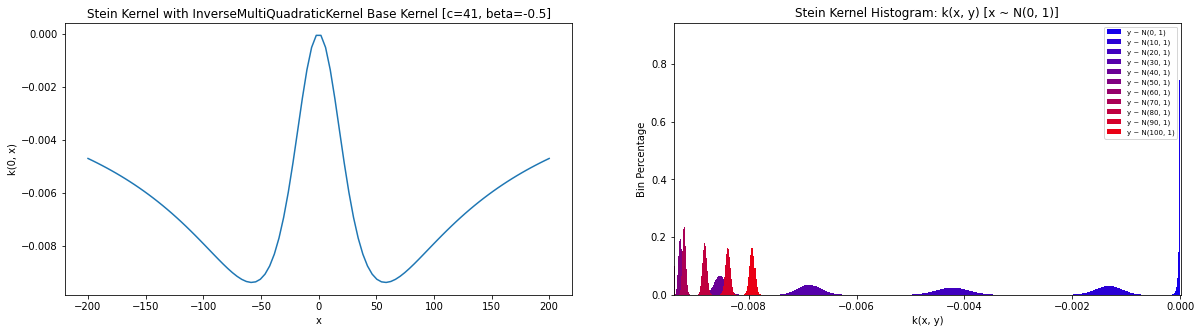 Stein Kernel with InverseMultiQuadraticKernel Base Kernel [c=41, beta=-0.5]
0.000
−0.002
−0.004
−0.006
−0.008
k(0, x)
−200
−150
−100
−50
0
50
100
150
200
x
Stein Kernel Histogram: k(x, y) [x ~ N(0, 1)]
0.8
0.6
0.4
0.2
0.0
Bin Percentage
y ~ N(0, 1)
y ~ N(10, 1)
y ~ N(20, 1)
y ~ N(30, 1)
y ~ N(40, 1)
y ~ N(50, 1)
y ~ N(60, 1)
y ~ N(70, 1)
y ~ N(80, 1)
y ~ N(90, 1)
y ~ N(100, 1)
−0.008
−0.006
−0.004
−0.002
0.000
k(x, y)